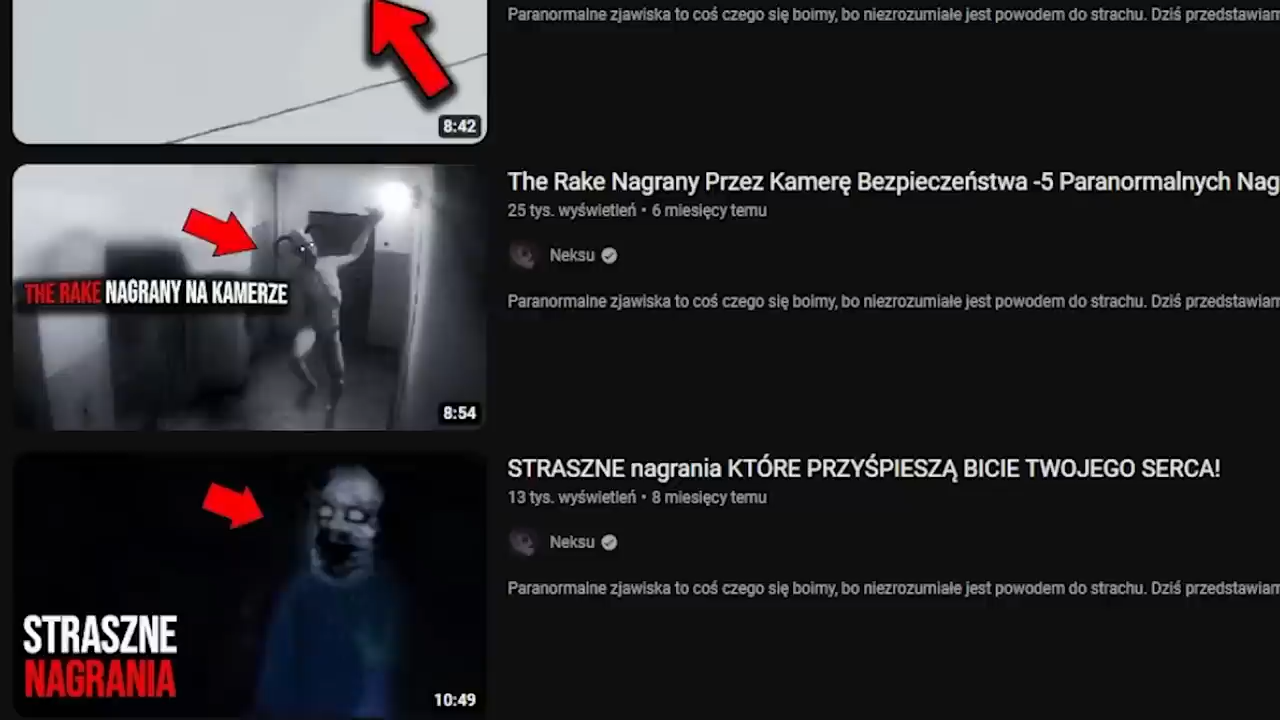 Paranormalne zjawiska to coś czego się boimy, bo niezrozumiałe jest powodem do strachu. Dziś przedstawiam
8:42
The Rake Nagrany Przez Kamerę Bezpieczeństwa -5 Paranormalnych Nag
25 tys. wyświetleń • 6 miesięcy temu
Neksu
THE RAKE NAGRANY NA KAMERZE
Paranormalne zjawiska to coś czego się boimy, bo niezrozumiałe jest powodem do strachu. Dziś przedstawiam
8:54
STRASZNE nagrania KTÓRE PRZYŚPIESZĄ BICIE TWOJEGO SERCA!
13 tys. wyświetleń • 8 miesięcy temu
Neksu
Paranormalne zjawiska to coś czego się boimy, bo niezrozumiałe jest powodem do strachu. Dziś przedstawiam
STRASZNE
NAGRANIA
10:49